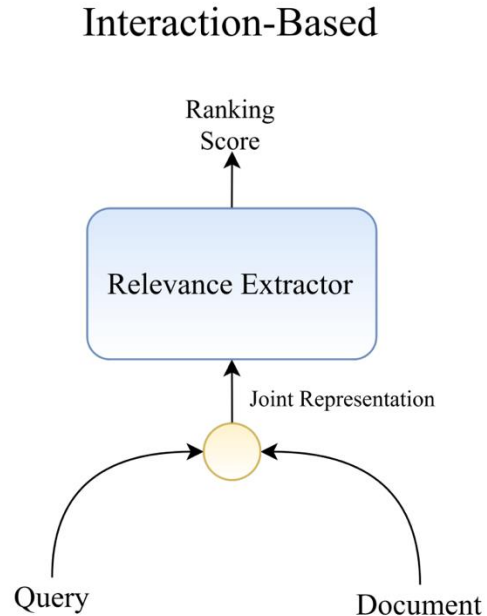 Interaction-Based
Ranking
Score
Relevance Extractor
Joint Representation
Query
Document